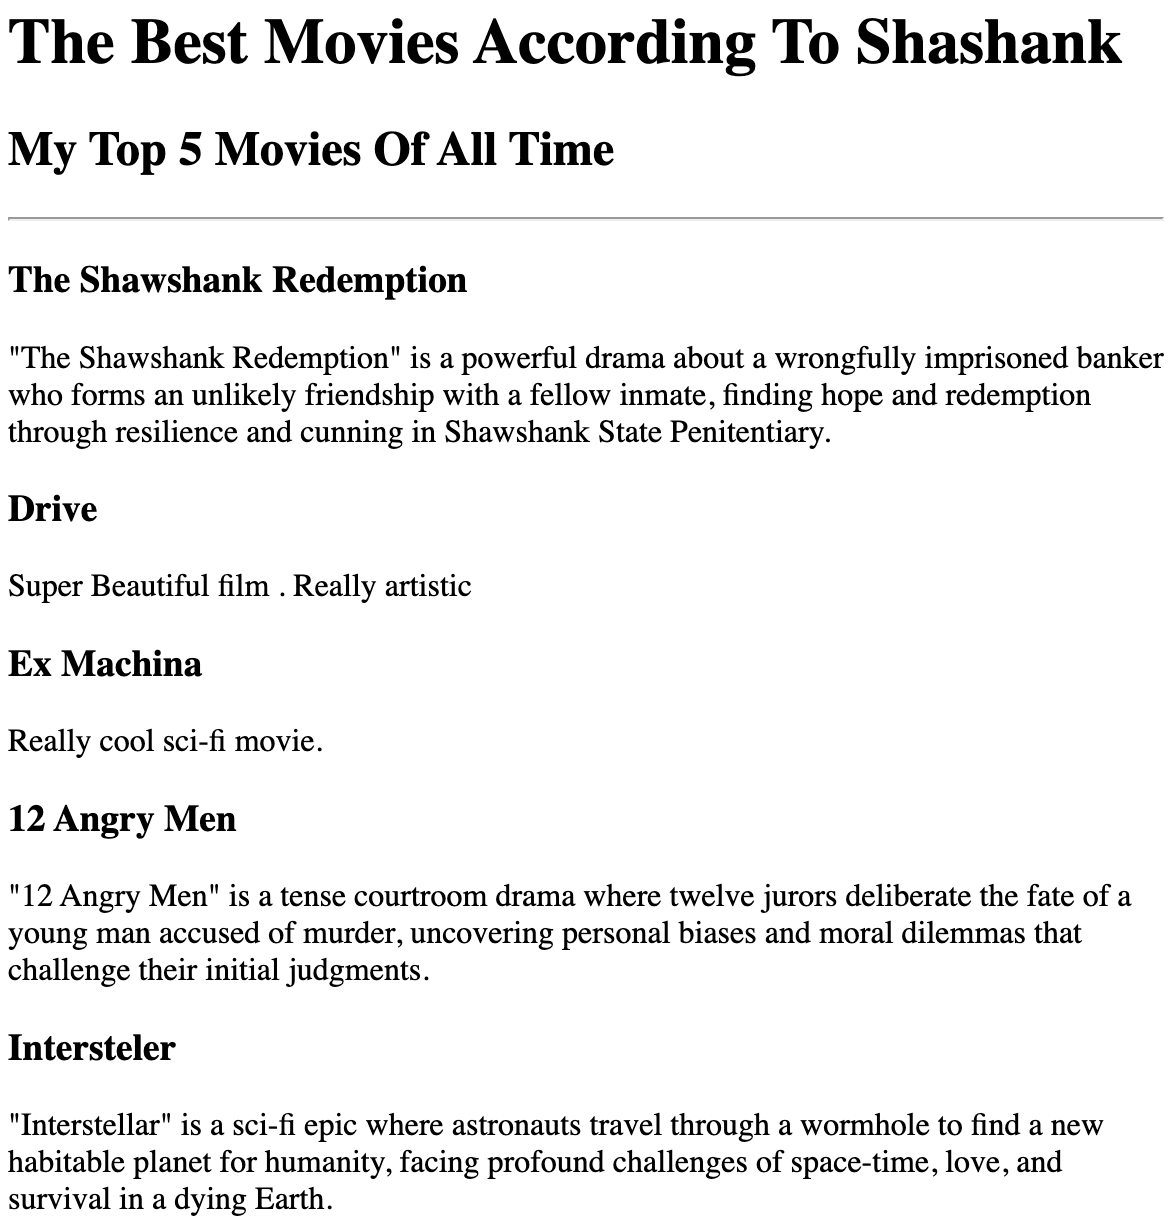 The Best Movies According To Shashank
My Top 5 Movies Of All Time
The Shawshank Redemption
"The Shawshank Redemption" is a powerful drama about a wrongfully imprisoned banker
who forms an unlikely friendship with a fellow inmate, finding hope and redemption
through resilience and cunning in Shawshank State Penitentiary.
Drive
Super Beautiful film . Really artistic
Ex Machina
Really cool sci-fi movie.
12 Angry Men
"12 Angry Men" is a tense courtroom drama where twelve jurors deliberate the fate of a
young man accused of murder, uncovering personal biases and moral dilemmas that
challenge their initial judgments.
Intersteler
"Interstellar" is a sci-fi epic where astronauts travel through a wormhole to find a new
habitable planet for humanity, facing profound challenges of space-time, love, and
survival in a dying Earth.